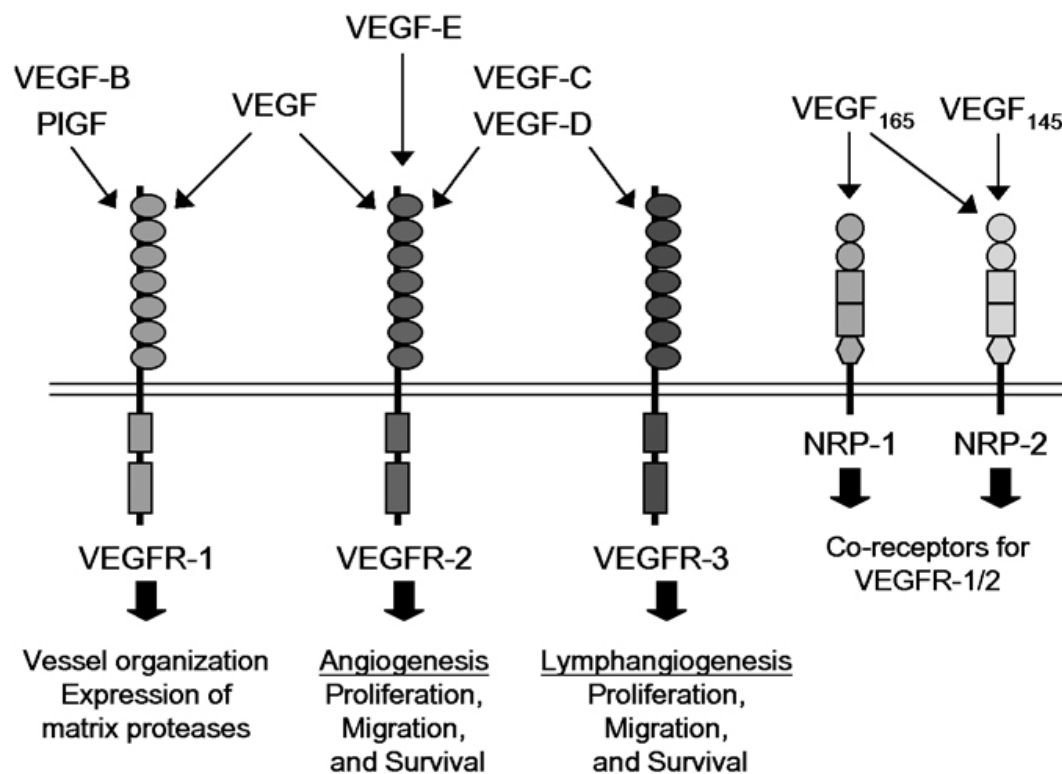 VEGF-E
VEGF-B
PlGF
VEGF
VEGF-C
VEGF-D
VEGF165
VEGF145
NRP-1
NRP-2
VEGFR-1
VEGFR-2
VEGFR-3
Co-receptors for
VEGFR-1/2
Vessel organization
Expression of
matrix proteases
Angiogenesis
Proliferation,
Migration,
and Survival
Lymphangiogenesis
Proliferation,
Migration,
and Survival